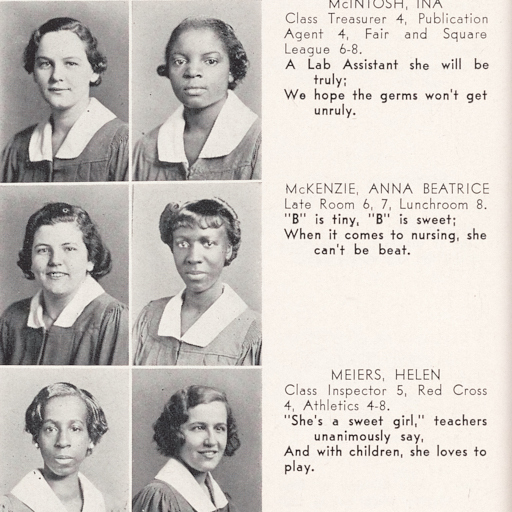 McINTOSH, INA
Class Treasurer 4, Publication
Agent 4, Fair and Square
League 6-8.
A Lab Assistant she will be
truly;
We hope the germs won't get
unruly.
McKENZIE, ANNA BEATRICE
Late Room 6, 7, Lunchroom 8.
"B" is tiny, "B" is sweet;
When it comes to nursing, she
can't be beat.
MEIERS, HELEN
Class Inspector 5, Red Cross
4, Athletics 4-8.
"She's a sweet girl," teachers
unanimously say,
And with children, she loves to
play.